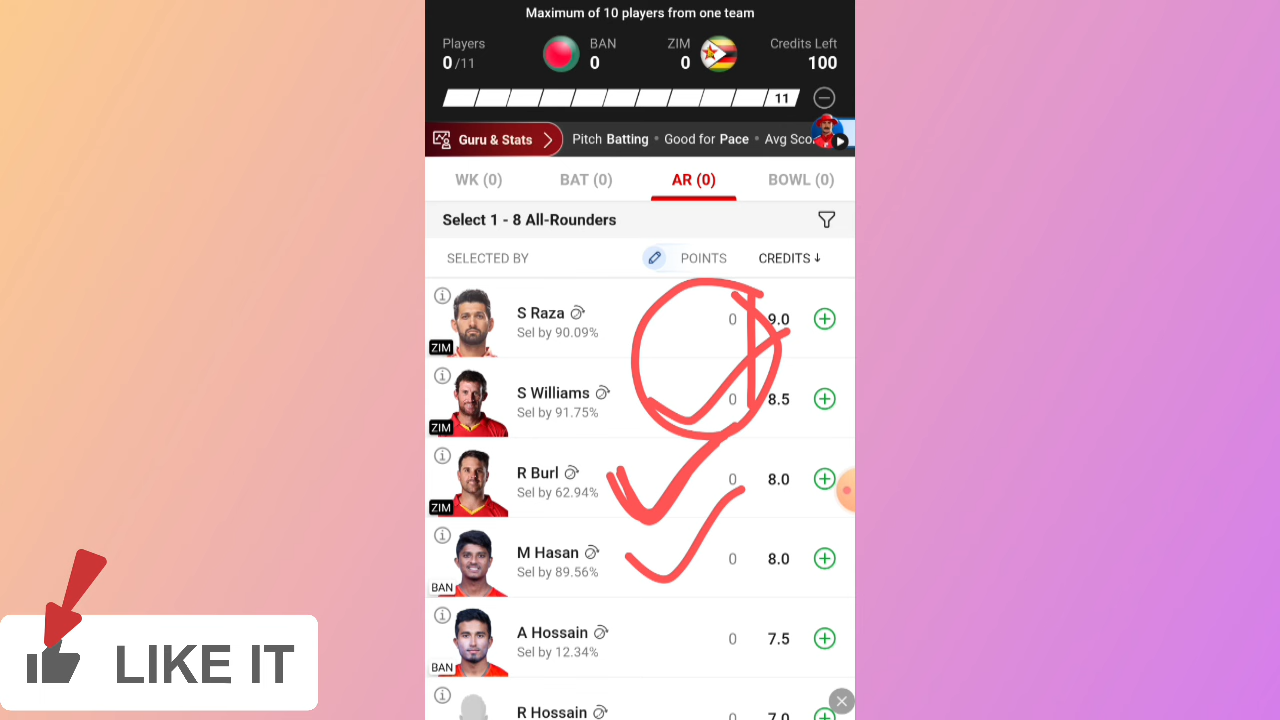 Maximum of 10 players from one team
Players BAN ZIM Credits Left
0/11 0 0 100
11
Guru & Stats Pitch Batting • Good for Pace • Avg Sco
WK (0) BAT (0) AR (0) BOWL (0)
Select 1 - 8 All-Rounders
SELECTED BY POINTS CREDITS ↓
S Raza 0 9.0
Sel by 90.09%
ZIM
S Williams 0 8.5
Sel by 91.75%
ZIM
R Burl 0 8.0
Sel by 62.94%
ZIM
M Hasan 0 8.0
Sel by 89.56%
BAN
A Hossain 0 7.5
Sel by 12.34%
BAN
R Hossain 0 7.0
LIKE IT